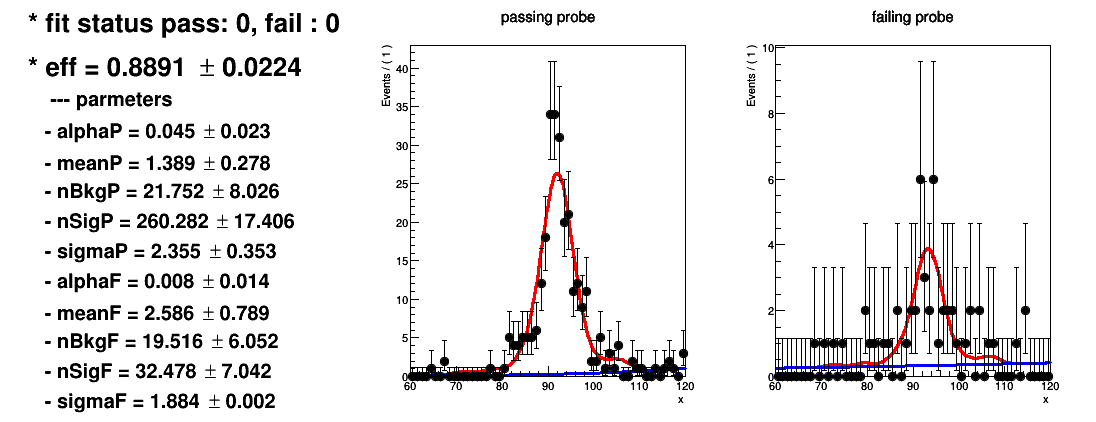 * fit status pass: 0, fail : 0
* eff = 0.8891 ± 0.0224
--- parmeters
- alphaP = 0.045 ± 0.023
- meanP = 1.389 ± 0.278
- nBkgP = 21.752 ± 8.026
- nSigP = 260.282 ± 17.406
- sigmaP = 2.355 ± 0.353
- alphaF = 0.008 ± 0.014
- meanF = 2.586 ± 0.789
- nBkgF = 19.516 ± 6.052
- nSigF = 32.478 ± 7.042
- sigmaF = 1.884 ± 0.002
passing probe
Events / ( 1 )
40
35
30
25
20
15
10
5
0
60 70 80 90 100 110 120
x
failing probe
Events / ( 1 )
10
8
6
4
2
0
60 70 80 90 100 110 120
x